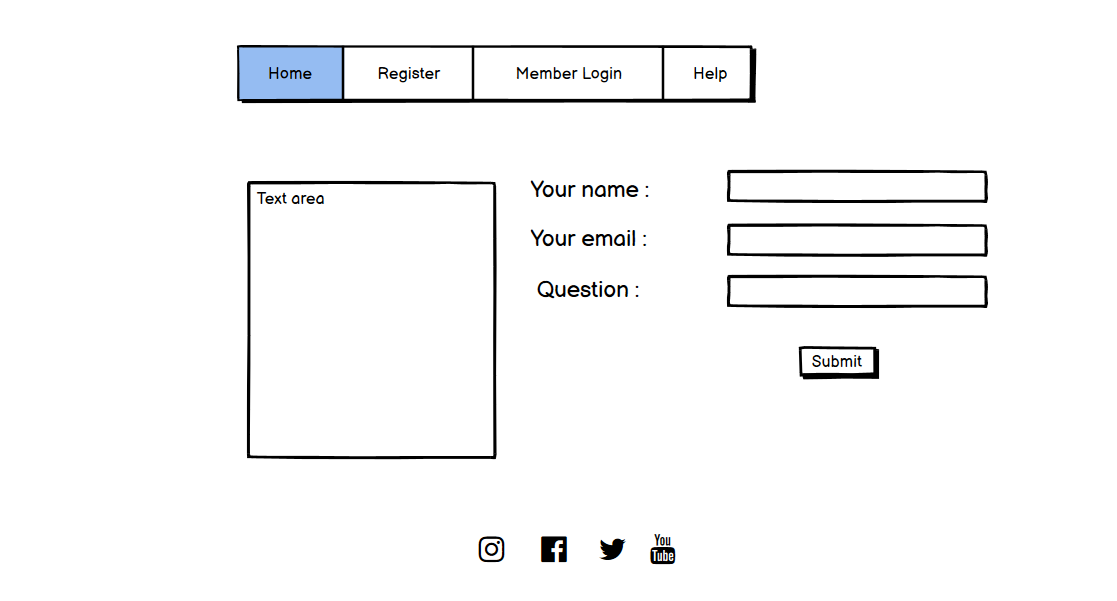 Home
Register
Member Login
Help
Text area
Your name :
Your email :
Question :
Submit
You
Tube